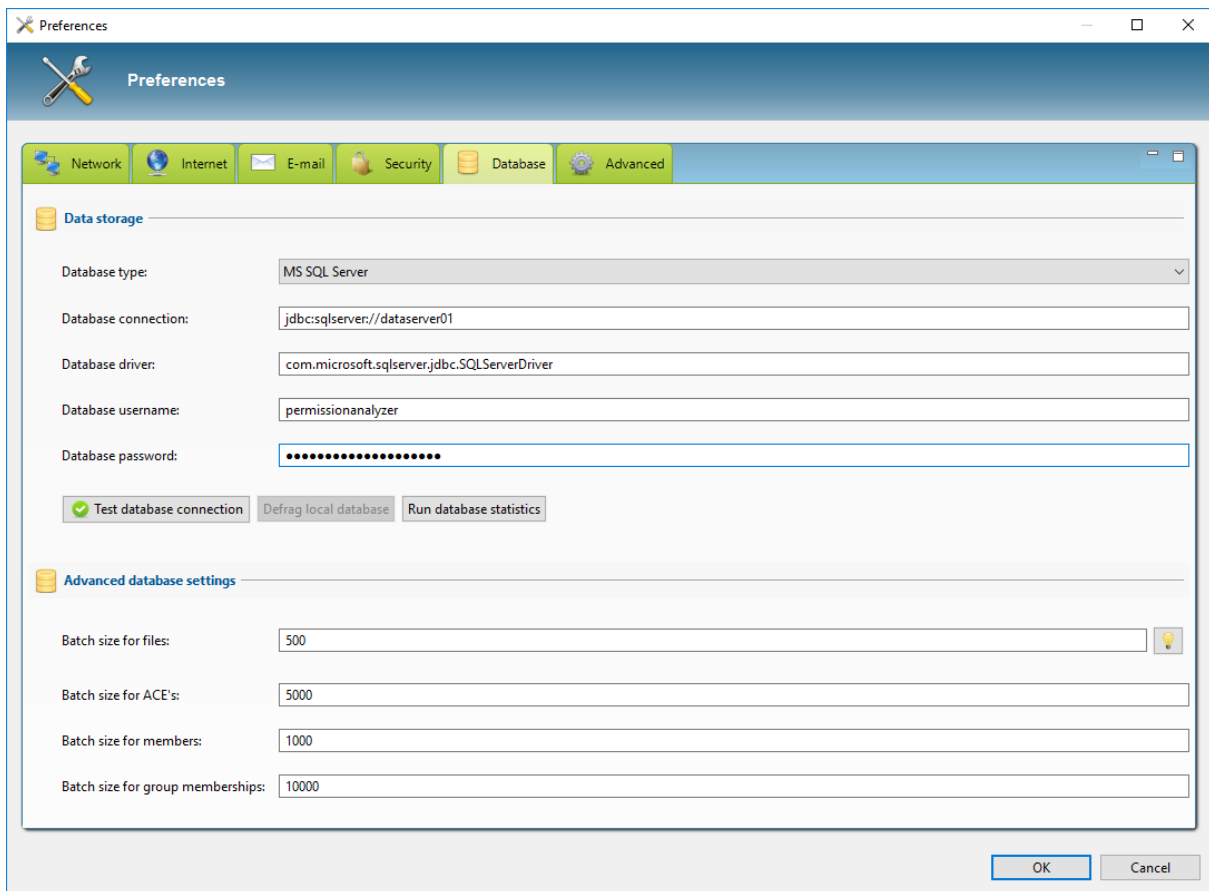 Preferences
Preferences
Network Internet E-mail Security Database Advanced
Data storage
Database type: MS SQL Server
Database connection: jdbc:sqlserver://dataserver01
Database driver: com.microsoft.sqlserver.jdbc.SQLServerDriver
Database username: permissionanalyzer
Database password: ●●●●●●●●●●●●●●●●●●●●
Test database connection Defrag local database Run database statistics
Advanced database settings
Batch size for files: 500
Batch size for ACE's: 5000
Batch size for members: 1000
Batch size for group memberships: 10000
OK Cancel